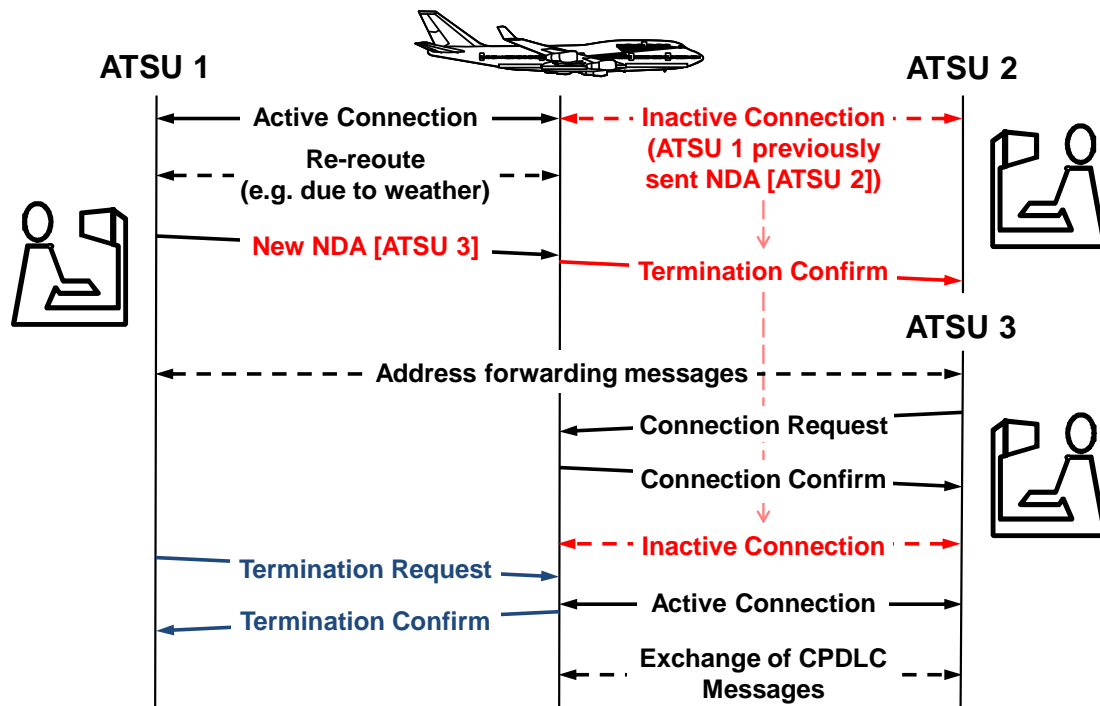 ATSU 1
ATSU 2
Active Connection
Inactive Connection
(ATSU 1 previously
sent NDA [ATSU 2])
Re-reoute
(e.g. due to weather)
New NDA [ATSU 3]
Termination Confirm
ATSU 3
Address forwarding messages
Connection Request
Connection Confirm
Inactive Connection
Termination Request
Active Connection
Termination Confirm
Exchange of CPDLC
Messages